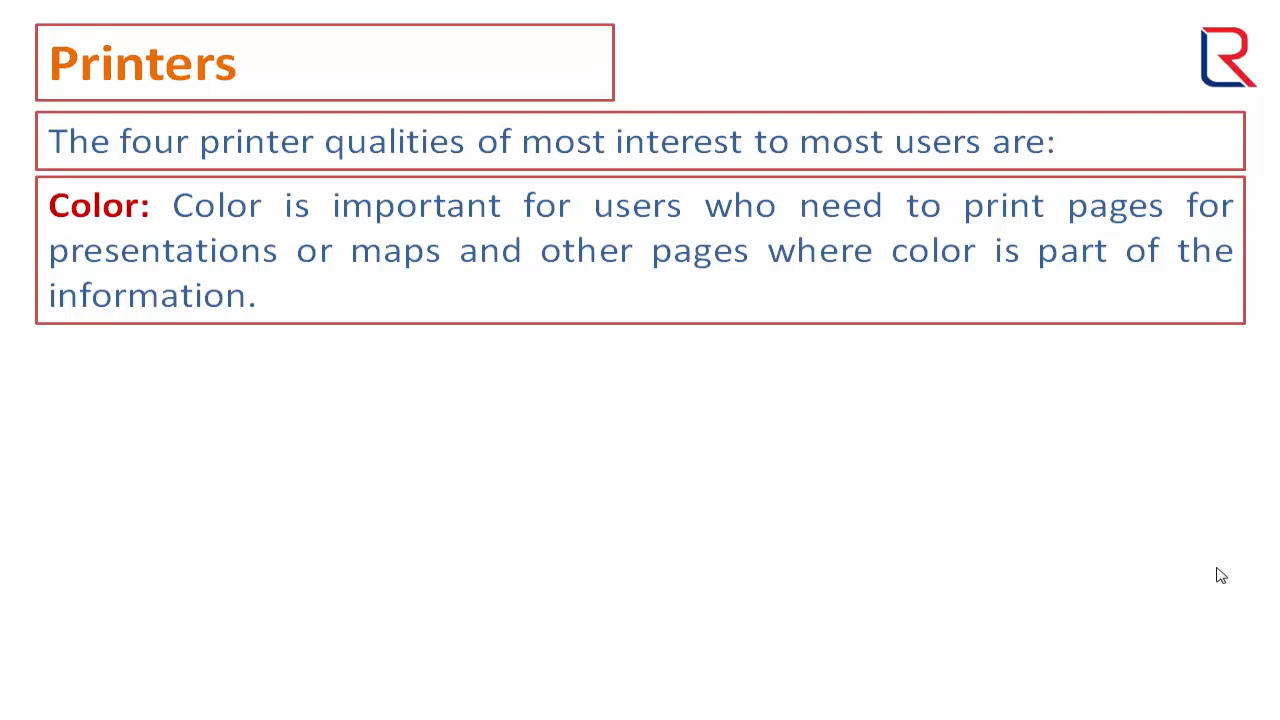 Printers
The four printer qualities of most interest to most users are:
Color: Color is important for users who need to print pages for
presentations or maps and other pages where color is part of the
information.